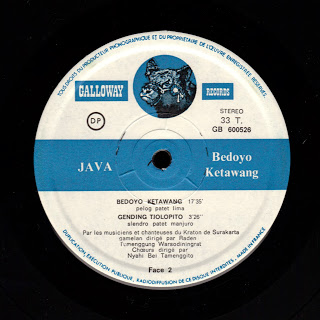 TOUS DROITS DU PRODUCTEUR PHONOGRAPHIQUE ET DU PROPRIETAIRE DE L'ŒUVRE ENREGISTREE RESERVES
GALLOWAY
RECORDS
STEREO
33 T.
GB 600526
DP
JAVA
Bedoyo
Ketawang
BEDOYO KETAWANG 17'35'
pelog patet lima
GENDING TJOLOPITO 3'26"
slendro patet manjuro
Par les musiciens et chanteuses du Kraton de Surakarta
gamelan dirigé par Raden
Tumenggung Warsodiningrat
Chœurs dirigé par
Nyahi Bei Tamenggito
Face 2
DUPLICATION, EXECUTION PUBLIQUE, RADIODIFFUSION DE CE DISQUE INTERDITES. MADE IN FRANCE